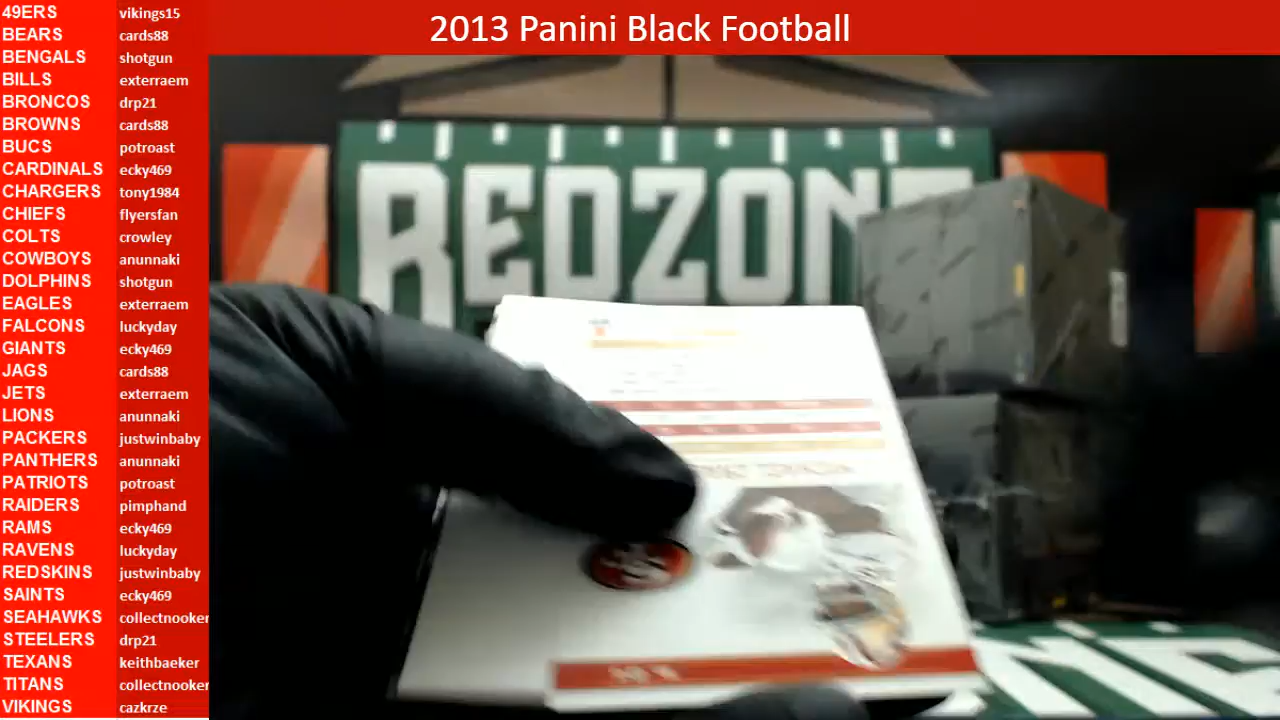 2013 Panini Black Football
49ERS vikings15
BEARS cards88
BENGALS shotgun
BILLS exterraem
BRONCOS drp21
BROWNS cards88
BUCS potroast
CARDINALS ecky469
CHARGERS tony1984
CHIEFS flyersfan
COLTS crowley
COWBOYS anunnaki
DOLPHINS shotgun
EAGLES exterraem
FALCONS luckyday
GIANTS ecky469
JAGS cards88
JETS exterraem
LIONS anunnaki
PACKERS justwinbaby
PANTHERS anunnaki
PATRIOTS potroast
RAIDERS pimphand
RAMS ecky469
RAVENS luckyday
REDSKINS justwinbaby
SAINTS ecky469
SEAHAWKS collectnooker
STEELERS drp21
TEXANS keithbaeker
TITANS collectnooker
VIKINGS cazkrze
REDZONE